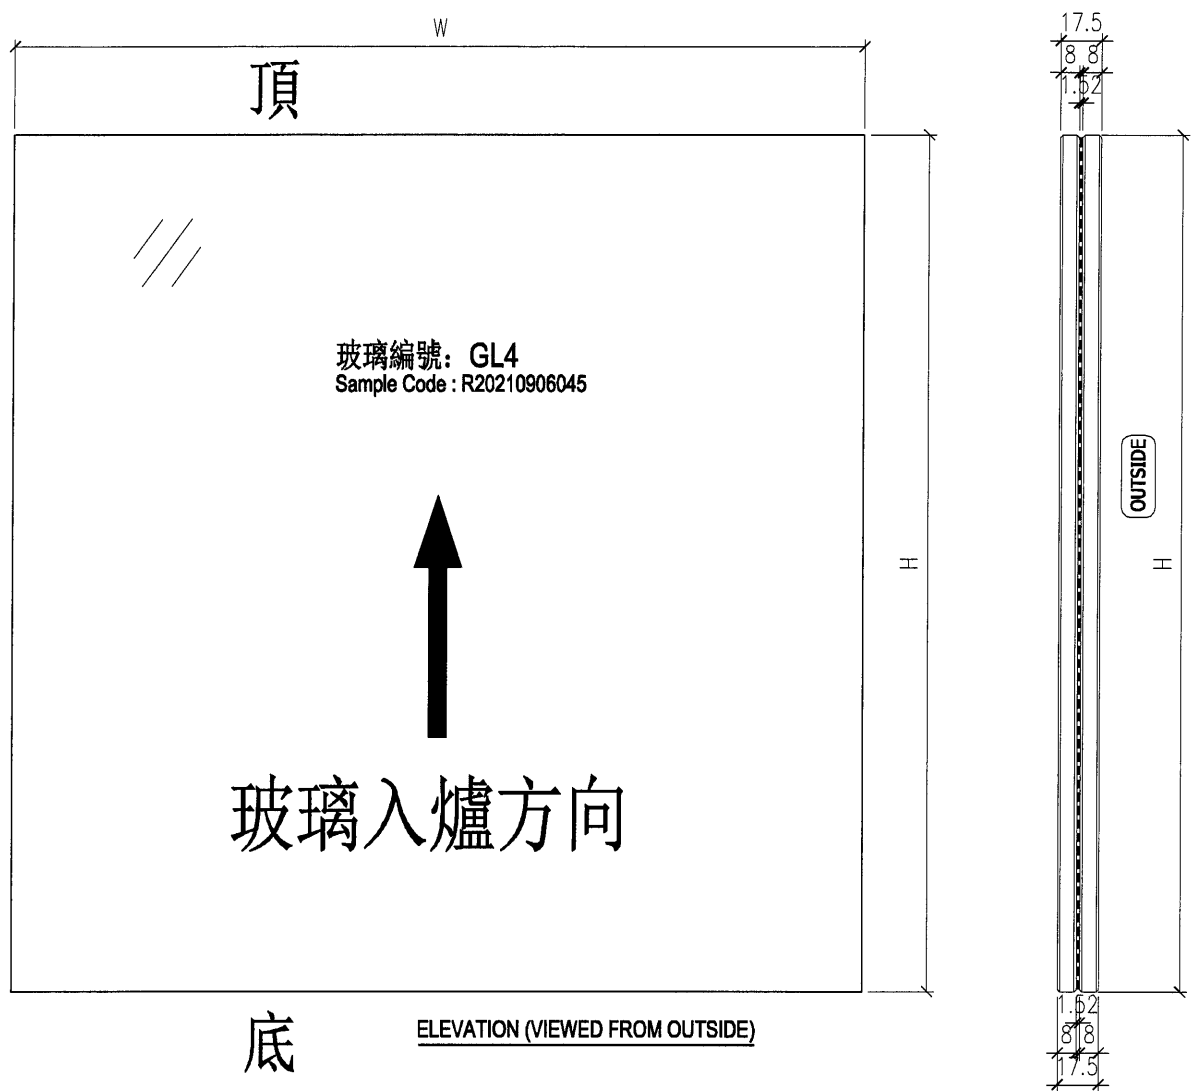 W
頂
玻璃編號: GL4
Sample Code : R20210906045
玻璃入爐方向
底
ELEVATION (VIEWED FROM OUTSIDE)
H
17.5
8 8
1.52
OUTSIDE
H
1.52
8 8
17.5